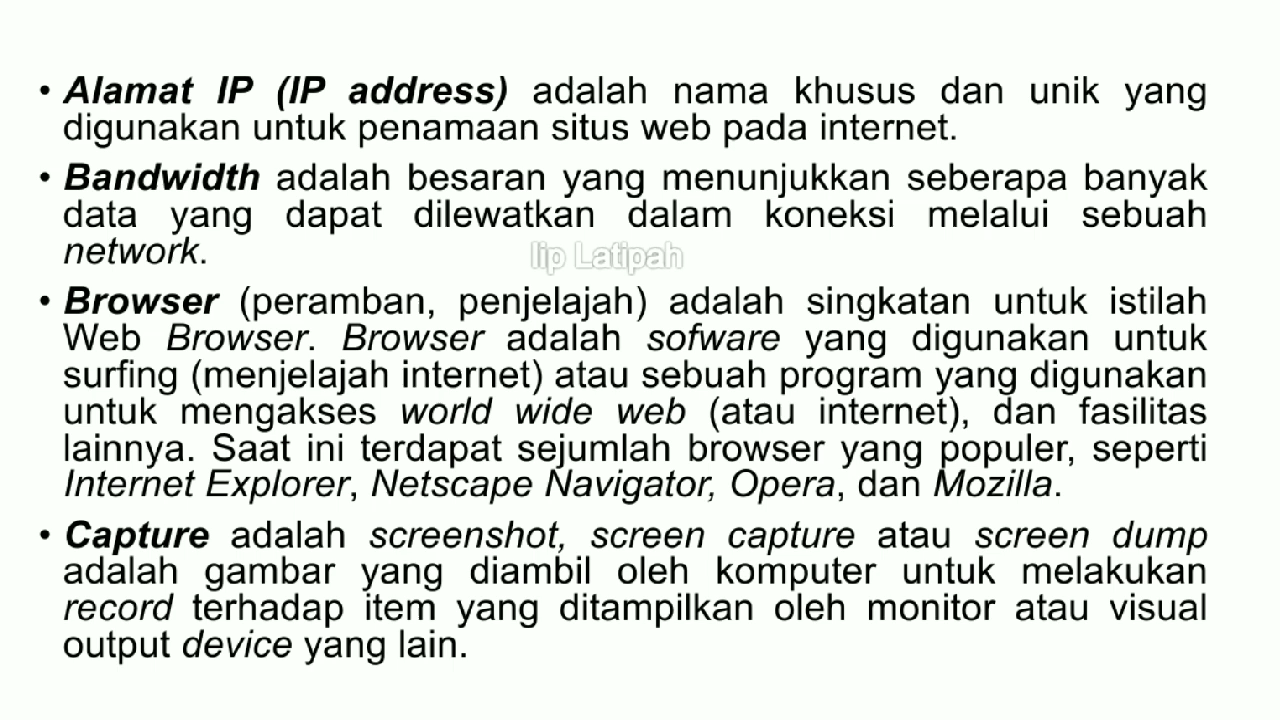 • Alamat IP (IP address) adalah nama khusus dan unik yang
digunakan untuk penamaan situs web pada internet.
• Bandwidth adalah besaran yang menunjukkan seberapa banyak
data yang dapat dilewatkan dalam koneksi melalui sebuah
network.
Iip Latipah
• Browser (peramban, penjelajah) adalah singkatan untuk istilah
Web Browser. Browser adalah sofware yang digunakan untuk
surfing (menjelajah internet) atau sebuah program yang digunakan
untuk mengakses world wide web (atau internet), dan fasilitas
lainnya. Saat ini terdapat sejumlah browser yang populer, seperti
Internet Explorer, Netscape Navigator, Opera, dan Mozilla.
• Capture adalah screenshot, screen capture atau screen dump
adalah gambar yang diambil oleh komputer untuk melakukan
record terhadap item yang ditampilkan oleh monitor atau visual
output device yang lain.